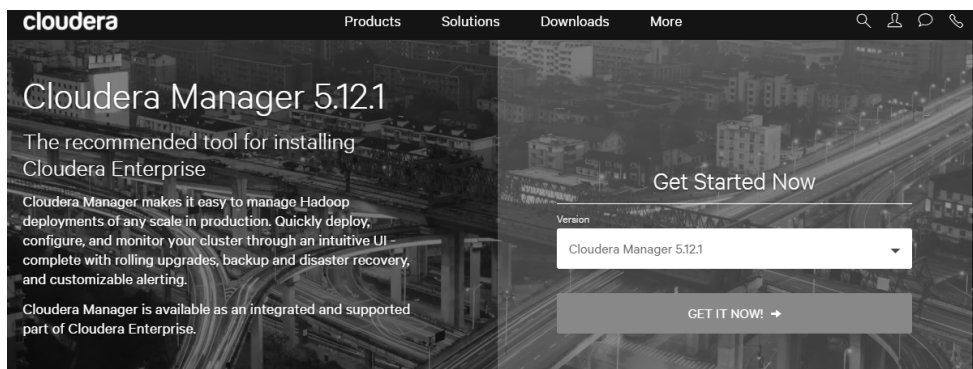 cloudera
Products Solutions Downloads More
Cloudera Manager 5.12.1
The recommended tool for installing
Cloudera Enterprise
Cloudera Manager makes it easy to manage Hadoop
deployments of any scale in production. Quickly deploy,
configure, and monitor your cluster through an intuitive UI -
complete with rolling upgrades, backup and disaster recovery,
and customizable alerting.
Cloudera Manager is available as an integrated and supported
part of Cloudera Enterprise.
Get Started Now
Version
Cloudera Manager 5.12.1
GET IT NOW!